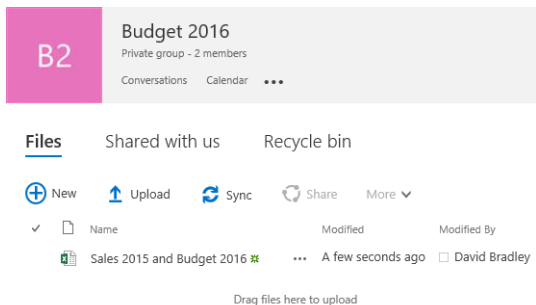 B2
Budget 2016
Private group - 2 members
Conversations Calendar •••
Files Shared with us Recycle bin
New Upload Sync Share More
Name Modified Modified By
Sales 2015 and Budget 2016 ••• A few seconds ago David Bradley
Drag files here to upload